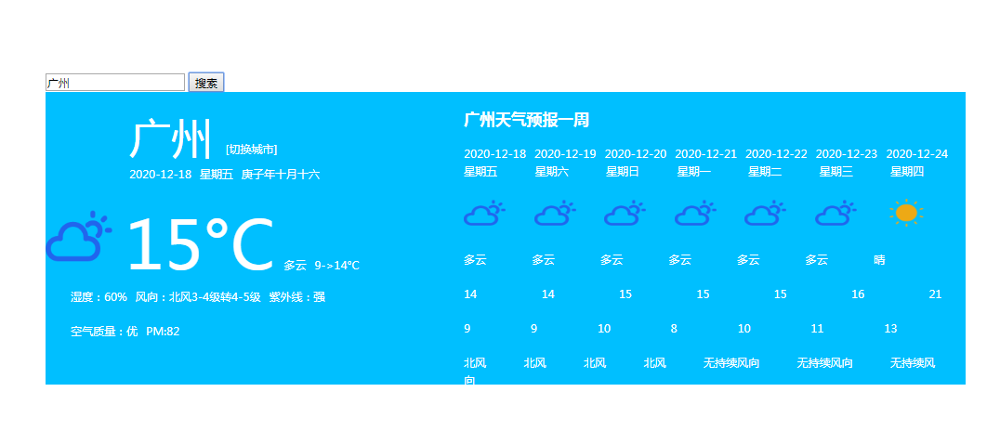 广州 搜索
广州 [切换城市]
2020-12-18 星期五 庚子年十月十六
15℃ 多云 9->14℃
湿度：60% 风向：北风3-4级转4-5级 紫外线：强
空气质量：优 PM:82
广州天气预报一周
2020-12-18 2020-12-19 2020-12-20 2020-12-21 2020-12-22 2020-12-23 2020-12-24
星期五 星期六 星期日 星期一 星期二 星期三 星期四
多云 多云 多云 多云 多云 多云 晴
14 14 15 15 15 16 21
9 9 10 8 10 11 13
北风 北风 北风 北风 无持续风向 无持续风向 无持续风
向